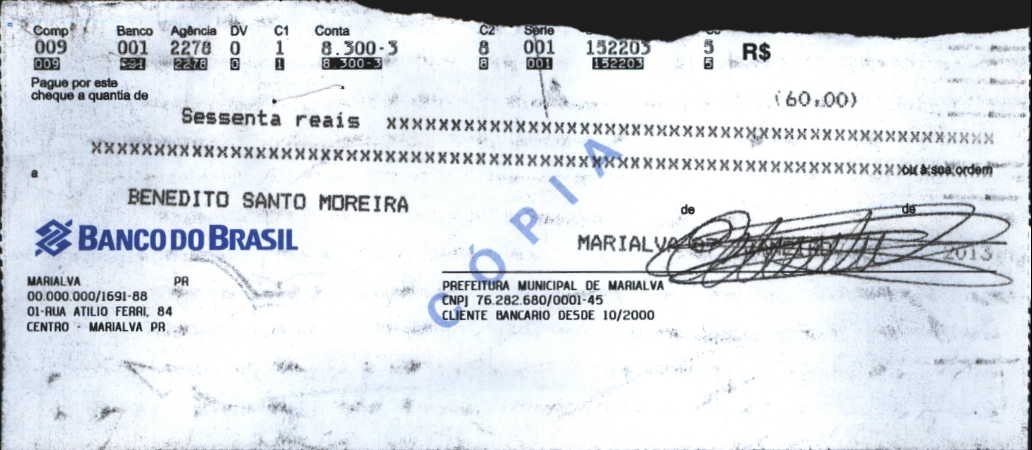 Comp Banco Agência DV C1 Conta C2 Série
009 001 2278 0 1 8.300-3 8 001 152203 5 R$
009 001 2278 0 1 8 300-3 8 001 152203 5
Pague por este
cheque a quantia de
(60,00)
Sessenta reais xxxxxxxxxxxxxxxxxxxxxxxxxxxxxxxxxxxxxxxxxxxxxxxxxxxxxx
xxxxxxxxxxxxxxxxxxxxxxxxxxxxxxxxxxxxxxxxxxxxxxxxxxxxxxxxxxxxxxxxxxxxx ou à sua ordem
a
BENEDITO SANTO MOREIRA
de de
MARIALVA 2013
BANCO DO BRASIL
CÓPIA
MARIALVA PR
00.000.000/1691-88
01-RUA ATILIO FERRI, 84
CENTRO - MARIALVA PR
PREFEITURA MUNICIPAL DE MARIALVA
CNPJ 76.282.680/0001-45
CLIENTE BANCARIO DESDE 10/2000